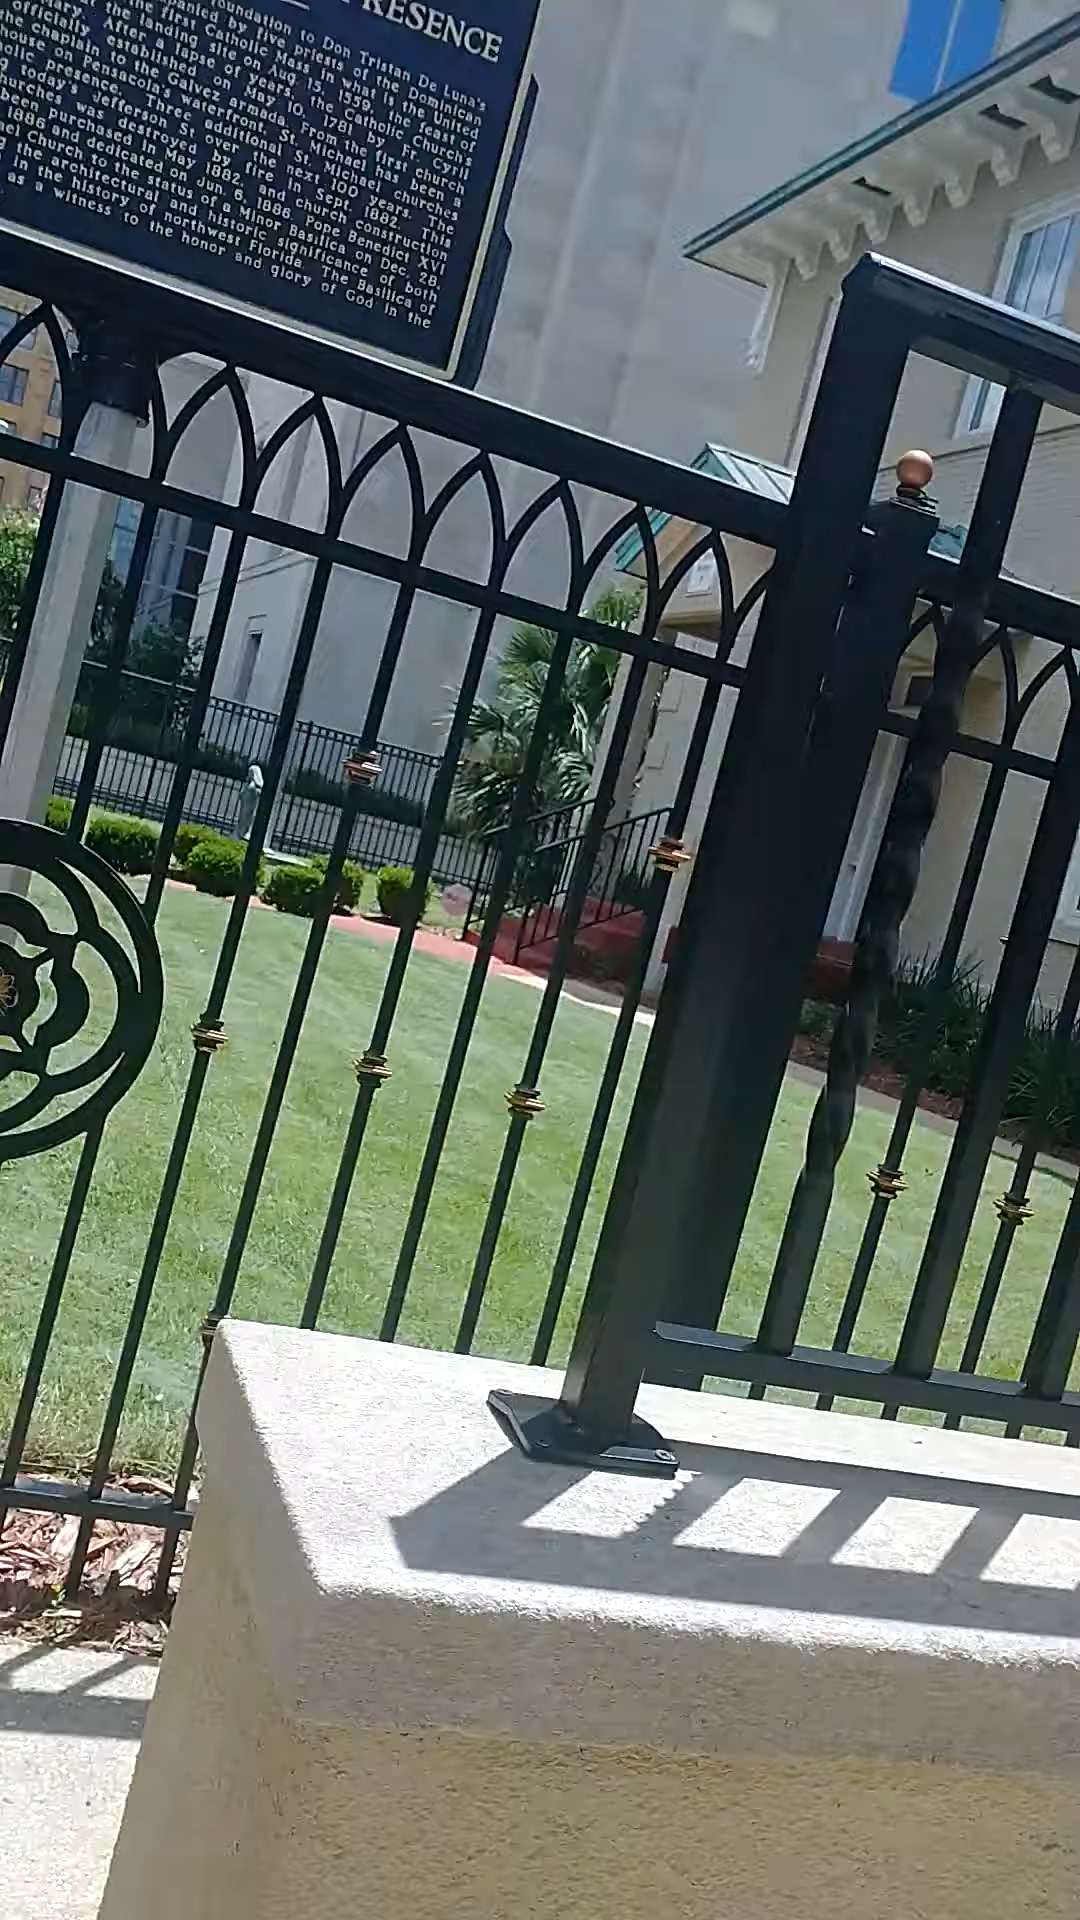 PRESENCE
foundation to Don Tristan De Luna's
by five priests of the Dominican
the first Catholic Mass in what is the United
the landing site on Aug. 15, 1559, the feast of
After a lapse of years, the Catholic Church's
officially established on May 10, 1781 by Fr. Cyril
chaplain to the Galvez armada. From the first church
house on Pensacola's waterfront, St. Michael has been a
presence. Three additional St. Michael churches
today's Jefferson St over the next 100 years. The
was destroyed by fire in Sept. 1882. This
been purchased in May 1882, and church construction
1886 and dedicated on Jun. 6, 1886. Pope Benedict XVI
Church to the status of a Minor Basilica on Dec. 28,
the architectural and historic significance of both
in the history of northwest Florida. The Basilica of
as a witness to the honor and glory of God in the